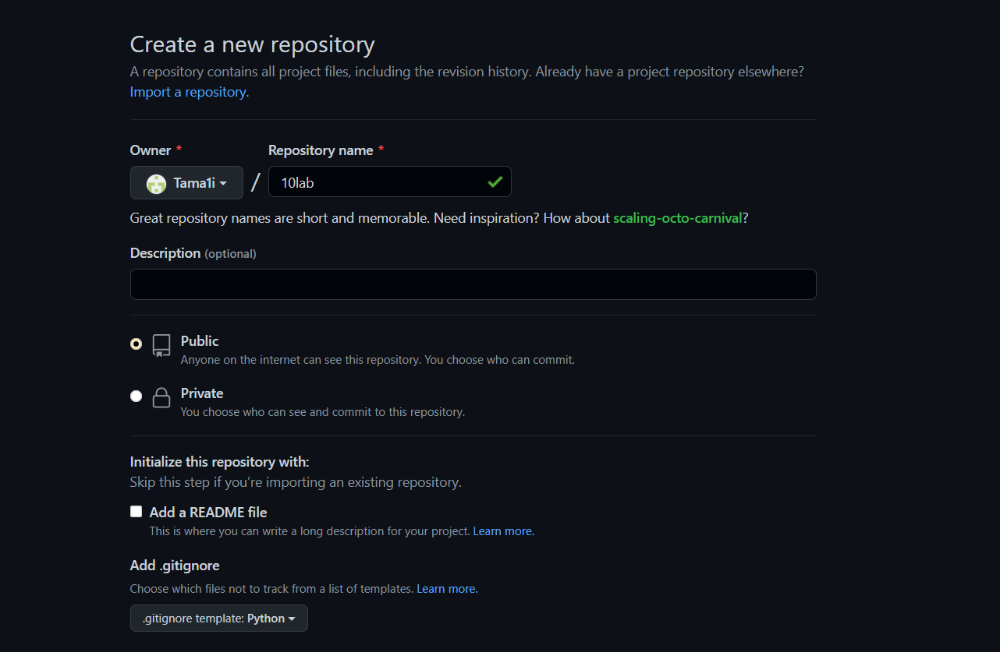 Create a new repository
A repository contains all project files, including the revision history. Already have a project repository elsewhere?
Import a repository.
Owner * Repository name *
Tama1i / 10lab
Great repository names are short and memorable. Need inspiration? How about scaling-octo-carnival?
Description (optional)
Public
Anyone on the internet can see this repository. You choose who can commit.
Private
You choose who can see and commit to this repository.
Initialize this repository with:
Skip this step if you’re importing an existing repository.
Add a README file
This is where you can write a long description for your project. Learn more.
Add .gitignore
Choose which files not to track from a list of templates. Learn more.
.gitignore template: Python